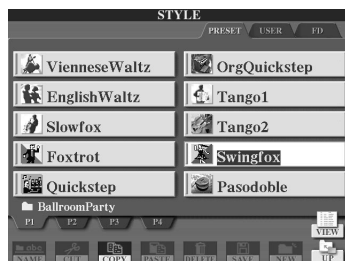 STYLE
PRESET USER FD
VienneseWaltz OrgQuickstep
EnglishWaltz Tango1
Slowfox Tango2
Foxtrot Swingfox
Quickstep Pasodoble
BallroomParty
P1 P2 P3 P4
VIEW
abc
NAME CUT COPY PASTE DELETE SAVE NEW UP